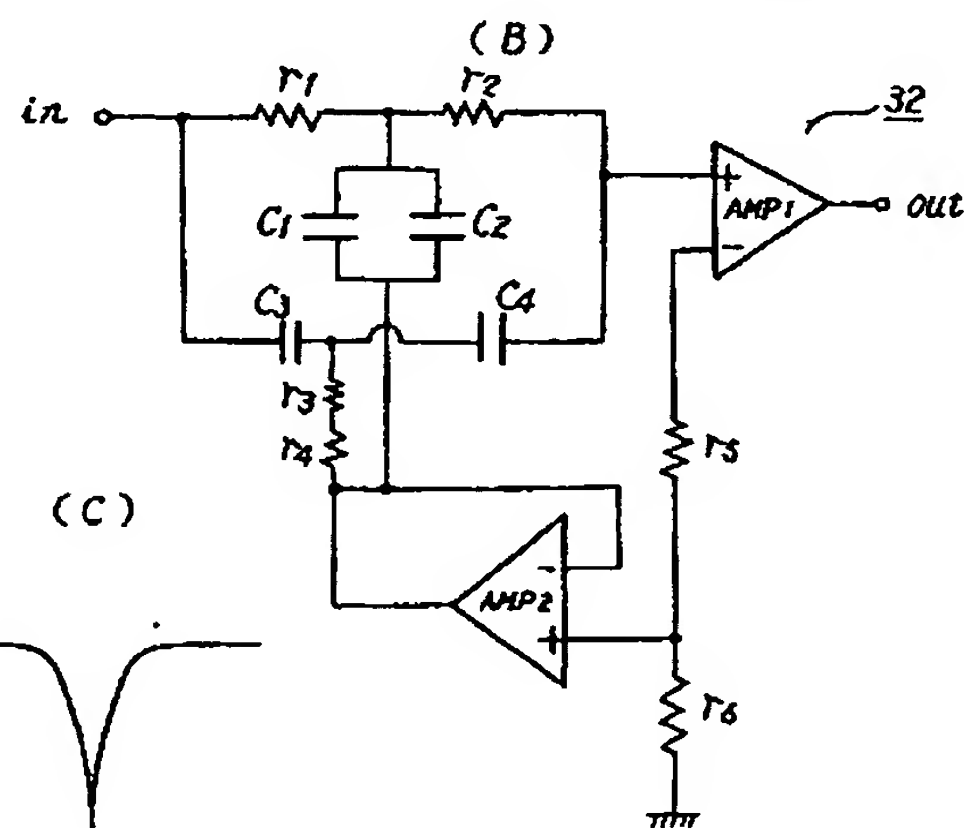 (B)
in
r1
r2
32
+
AMP1
-
out
C1
C2
C3
C4
r3
r4
r5
(C)
-
AMP2
+
r6